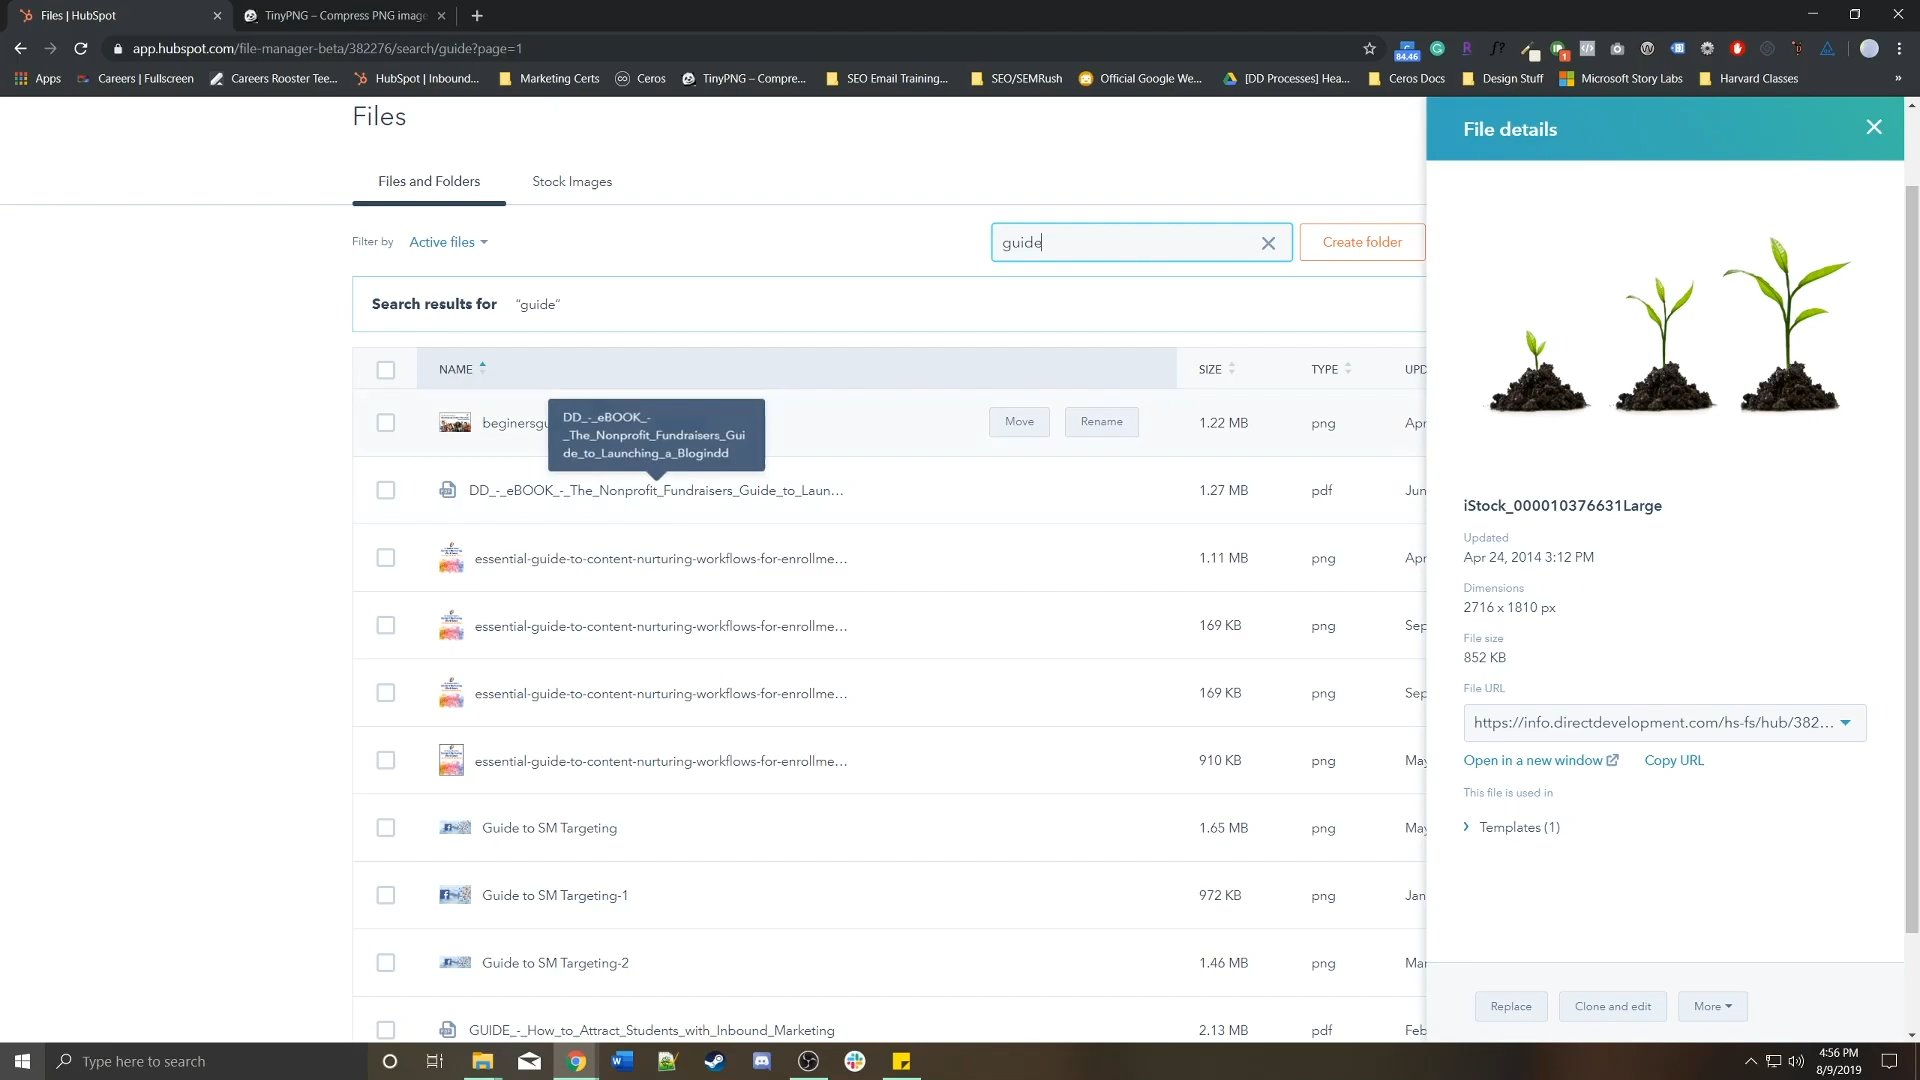 Files | HubSpot
TinyPNG – Compress PNG image
app.hubspot.com/file-manager-beta/382276/search/guide?page=1
84.46
f?
1
Apps
Careers | Fullscreen
Careers Rooster Tee...
HubSpot | Inbound...
Marketing Certs
Ceros
TinyPNG – Compre...
SEO Email Training...
SEO/SEMRush
Official Google We...
[DD Processes] Hea...
Ceros Docs
Design Stuff
Microsoft Story Labs
Harvard Classes
»
Files
Files and Folders
Stock Images
Filter by
Active files
guide
Create folder
Search results for "guide"
NAME
SIZE
TYPE
UPD
beginersgu
Move
Rename
1.22 MB
png
Apr
DD_-_eBOOK_-
_The_Nonprofit_Fundraisers_Gui
de_to_Launching_a_Blogindd
DD_-_eBOOK_-_The_Nonprofit_Fundraisers_Guide_to_Laun...
1.27 MB
pdf
Jun
essential-guide-to-content-nurturing-workflows-for-enrollme...
1.11 MB
png
Apr
essential-guide-to-content-nurturing-workflows-for-enrollme...
169 KB
png
Sep
essential-guide-to-content-nurturing-workflows-for-enrollme...
169 KB
png
Sep
essential-guide-to-content-nurturing-workflows-for-enrollme...
910 KB
png
May
Guide to SM Targeting
1.65 MB
png
May
Guide to SM Targeting-1
972 KB
png
Jan
Guide to SM Targeting-2
1.46 MB
png
Mar
GUIDE_-_How_to_Attract_Students_with_Inbound_Marketing
2.13 MB
pdf
Feb
File details
iStock_000010376631Large
Updated
Apr 24, 2014 3:12 PM
Dimensions
2716 x 1810 px
File size
852 KB
File URL
https://info.directdevelopment.com/hs-fs/hub/382...
Open in a new window
Copy URL
This file is used in
Templates (1)
Replace
Clone and edit
More
Type here to search
4:56 PM
8/9/2019